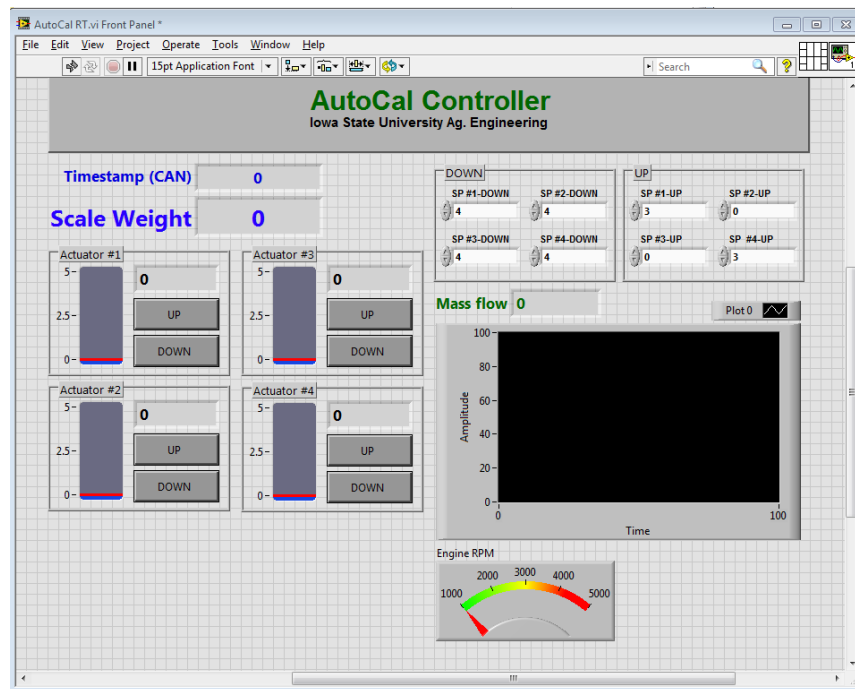 AutoCal RT.vi Front Panel *
File Edit View Project Operate Tools Window Help
15pt Application Font
Search
?
1
AutoCal Controller
Iowa State University Ag. Engineering
Timestamp (CAN) 0
Scale Weight 0
DOWN
SP #1-DOWN SP #2-DOWN
4 4
SP #3-DOWN SP #4-DOWN
4 4
UP
SP #1-UP SP #2-UP
3 0
SP #3-UP SP #4-UP
0 3
Actuator #1
5
2.5
0
0
UP
DOWN
Actuator #3
5
2.5
0
0
UP
DOWN
Actuator #2
5
2.5
0
0
UP
DOWN
Actuator #4
5
2.5
0
0
UP
DOWN
Mass flow 0
Plot 0
100
80
60
40
20
0
Amplitude
0 100
Time
Engine RPM
1000 2000 3000 4000 5000